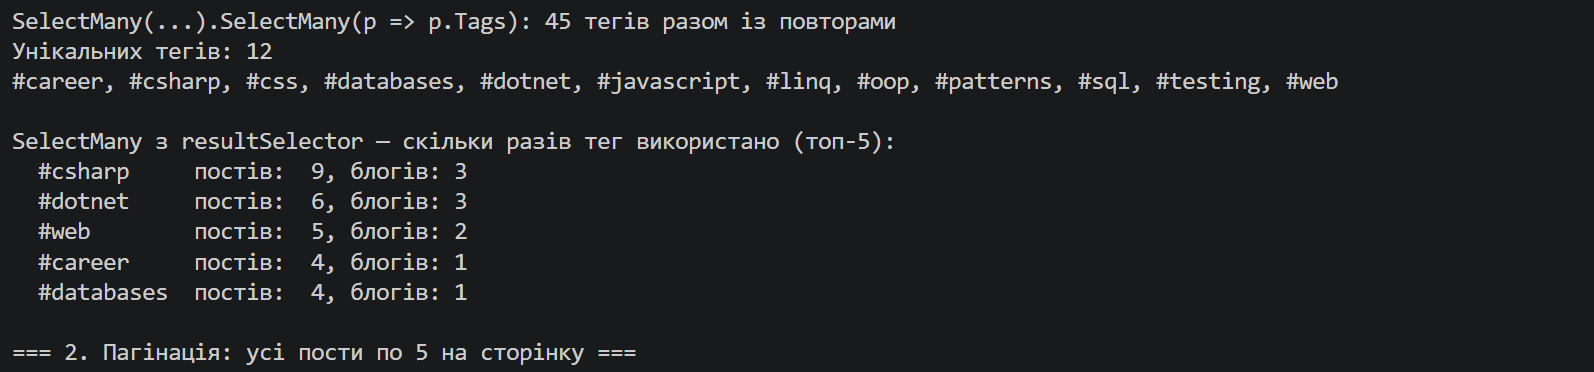 SelectMany(...).SelectMany(p => p.Tags): 45 тегів разом із повторами
Унікальних тегів: 12
#career, #csharp, #css, #databases, #dotnet, #javascript, #linq, #oop, #patterns, #sql, #testing, #web
SelectMany з resultSelector — скільки разів тег використано (топ-5):
  #csharp     постів:  9, блогів: 3
  #dotnet     постів:  6, блогів: 3
  #web        постів:  5, блогів: 2
  #career     постів:  4, блогів: 1
  #databases  постів:  4, блогів: 1
=== 2. Пагінація: усі пости по 5 на сторінку ===